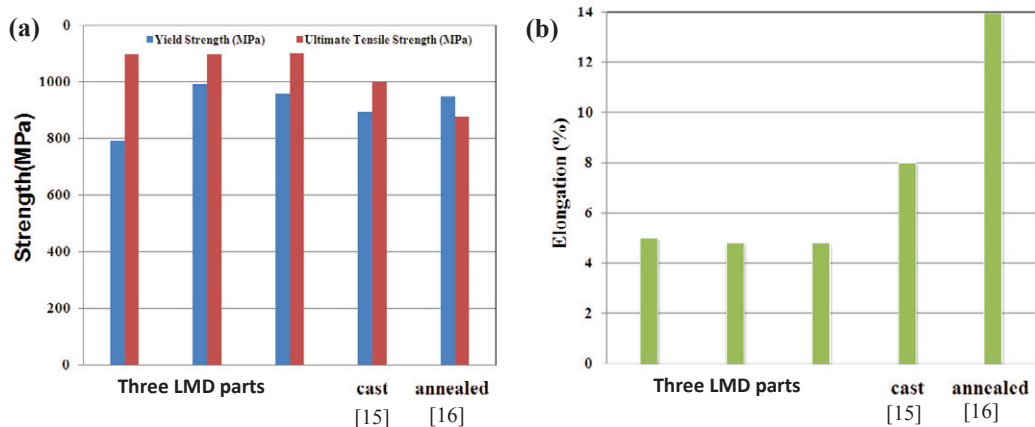 (a)
0
1000
800
600
400
200
0
Strength(MPa)
Yield Strength (MPa) Ultimate Tensile Strength (MPa)
Three LMD parts cast annealed
[15] [16]
(b)
14
12
10
8
6
4
2
0
Elongation (%)
Three LMD parts cast annealed
[15] [16]